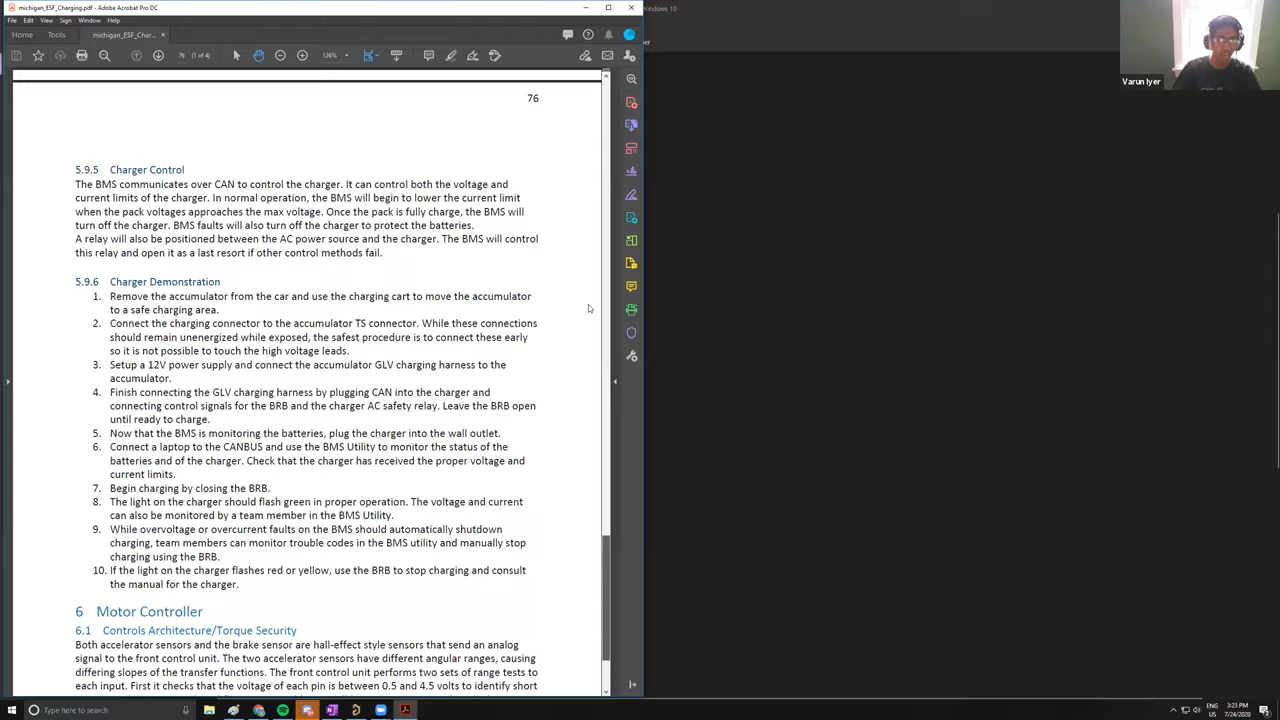 michigan_ESF_Charging.pdf - Adobe Acrobat Pro DC
File Edit View Sign Window Help
Home Tools michigan_ESF_Char... ×
76 (1 of 4) 126%
76
5.9.5 Charger Control
The BMS communicates over CAN to control the charger. It can control both the voltage and
current limits of the charger. In normal operation, the BMS will begin to lower the current limit
when the pack voltages approaches the max voltage. Once the pack is fully charge, the BMS will
turn off the charger. BMS faults will also turn off the charger to protect the batteries.
A relay will also be positioned between the AC power source and the charger. The BMS will control
this relay and open it as a last resort if other control methods fail.
5.9.6 Charger Demonstration
1. Remove the accumulator from the car and use the charging cart to move the accumulator
to a safe charging area.
2. Connect the charging connector to the accumulator TS connector. While these connections
should remain unenergized while exposed, the safest procedure is to connect these early
so it is not possible to touch the high voltage leads.
3. Setup a 12V power supply and connect the accumulator GLV charging harness to the
accumulator.
4. Finish connecting the GLV charging harness by plugging CAN into the charger and
connecting control signals for the BRB and the charger AC safety relay. Leave the BRB open
until ready to charge.
5. Now that the BMS is monitoring the batteries, plug the charger into the wall outlet.
6. Connect a laptop to the CANBUS and use the BMS Utility to monitor the status of the
batteries and of the charger. Check that the charger has received the proper voltage and
current limits.
7. Begin charging by closing the BRB.
8. The light on the charger should flash green in proper operation. The voltage and current
can also be monitored by a team member in the BMS Utility.
9. While overvoltage or overcurrent faults on the BMS should automatically shutdown
charging, team members can monitor trouble codes in the BMS utility and manually stop
charging using the BRB.
10. If the light on the charger flashes red or yellow, use the BRB to stop charging and consult
the manual for the charger.
6 Motor Controller
6.1 Controls Architecture/Torque Security
Both accelerator sensors and the brake sensor are hall-effect style sensors that send an analog
signal to the front control unit. The two accelerator sensors have different angular ranges, causing
differing slopes of the transfer functions. The front control unit performs two sets of range tests to
each input. First it checks that the voltage of each pin is between 0.5 and 4.5 volts to identify short
Windows 10
Varun Iyer
Type here to search
ENG
US
3:23 PM
7/24/2020